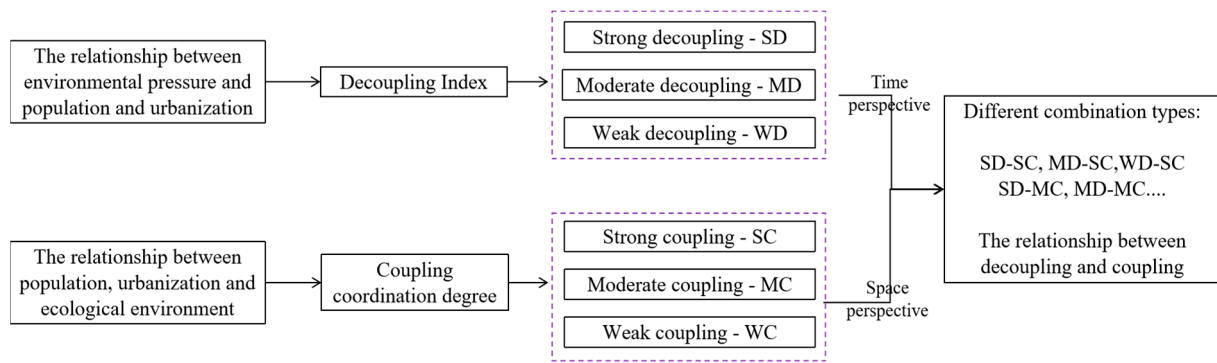 The relationship between
environmental pressure and
population and urbanization
Decoupling Index
Strong decoupling - SD
Moderate decoupling - MD
Weak decoupling - WD
Time
perspective
The relationship between
population, urbanization and
ecological environment
Coupling
coordination degree
Strong coupling - SC
Moderate coupling - MC
Weak coupling - WC
Space
perspective
Different combination types:
SD-SC, MD-SC,WD-SC
SD-MC, MD-MC....
The relationship between
decoupling and coupling